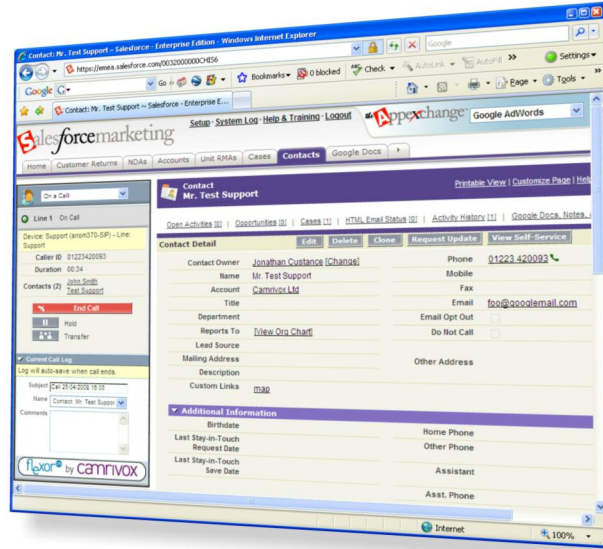 Contact: Mr. Test Support ~ Salesforce - Enterprise Edition - Windows Internet Explorer
https://emea.salesforce.com/0032000000CHIS6
Google
Google G Go Bookmarks 0 blocked Check AutoLink AutoFill Settings
Contact: Mr. Test Support ~ Salesforce - Enterprise E... Page Tools
salesforcemarketing
Setup · System Log · Help & Training · Logout
Appexchange
Google AdWords
Home Customer Returns NDAs Accounts Unit RMAs Cases Contacts Google Docs
On a Call
Line 1 On Call
Device: Support (snom370-SIP) - Line:
Support
Caller ID 01223420093
Duration 00:34
Contacts (2) John Smith
Test Support
End Call
Hold
Transfer
Current Call Log
Log will auto-save when call ends.
Subject Call 25/04/2008 16:03
Name Contact: Mr. Test Suppor
Comments
flexor by camrivox
Contact
Mr. Test Support
Printable View | Customize Page | Help
Open Activities [0] | Opportunities [0] | Cases [1] | HTML Email Status [0] | Activity History [1] | Google Docs, Notes,
Contact Detail Edit Delete Clone Request Update View Self-Service
Contact Owner Jonathan Custance [Change] Phone 01223 420093
Name Mr. Test Support Mobile
Account Camrivox Ltd Fax
Title Email foo@googlemail.com
Department Email Opt Out
Reports To [View Org Chart] Do Not Call
Lead Source
Mailing Address Other Address
Description
Custom Links map
Additional Information
Birthdate Home Phone
Last Stay-in-Touch
Request Date Other Phone
Last Stay-in-Touch
Save Date Assistant
Asst. Phone
Internet 100%